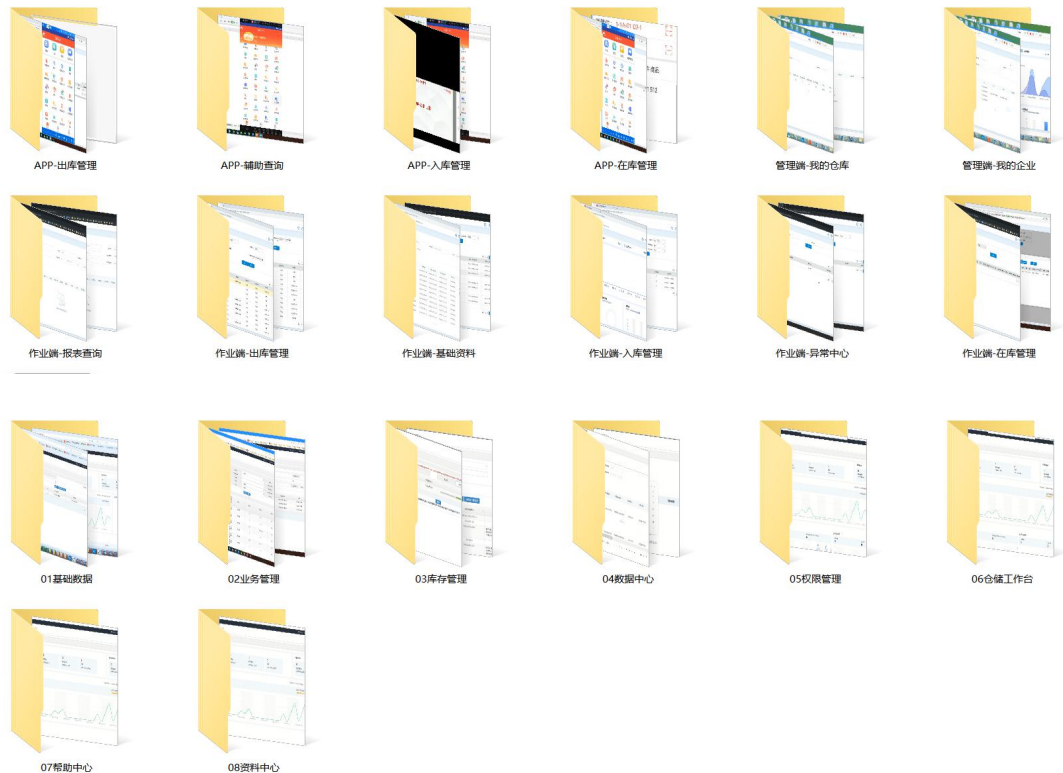 APP-出库管理
APP-辅助查询
APP-入库管理
APP-在库管理
管理端-我的仓库
管理端-我的企业
作业端-报表查询
作业端-出库管理
作业端-基础资料
作业端-入库管理
作业端-异常中心
作业端-在库管理
01基础数据
02业务管理
03库存管理
04数据中心
05权限管理
06仓储工作台
07帮助中心
08资料中心